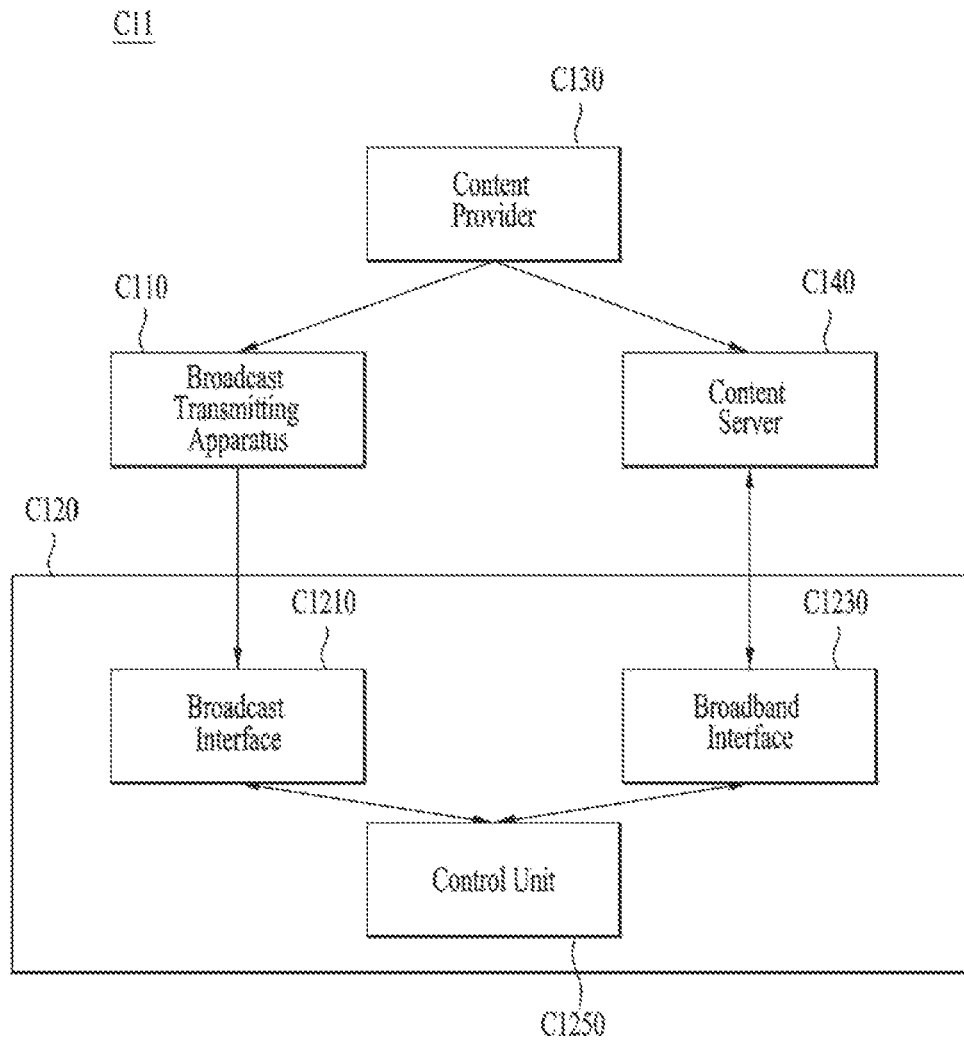 C11
C130
Content
Provider
C110
C140
Broadcast
Transmitting
Apparatus
Content
Server
C120
C1210
C1230
Broadcast
Interface
Broadband
Interface
Control Unit
C1250